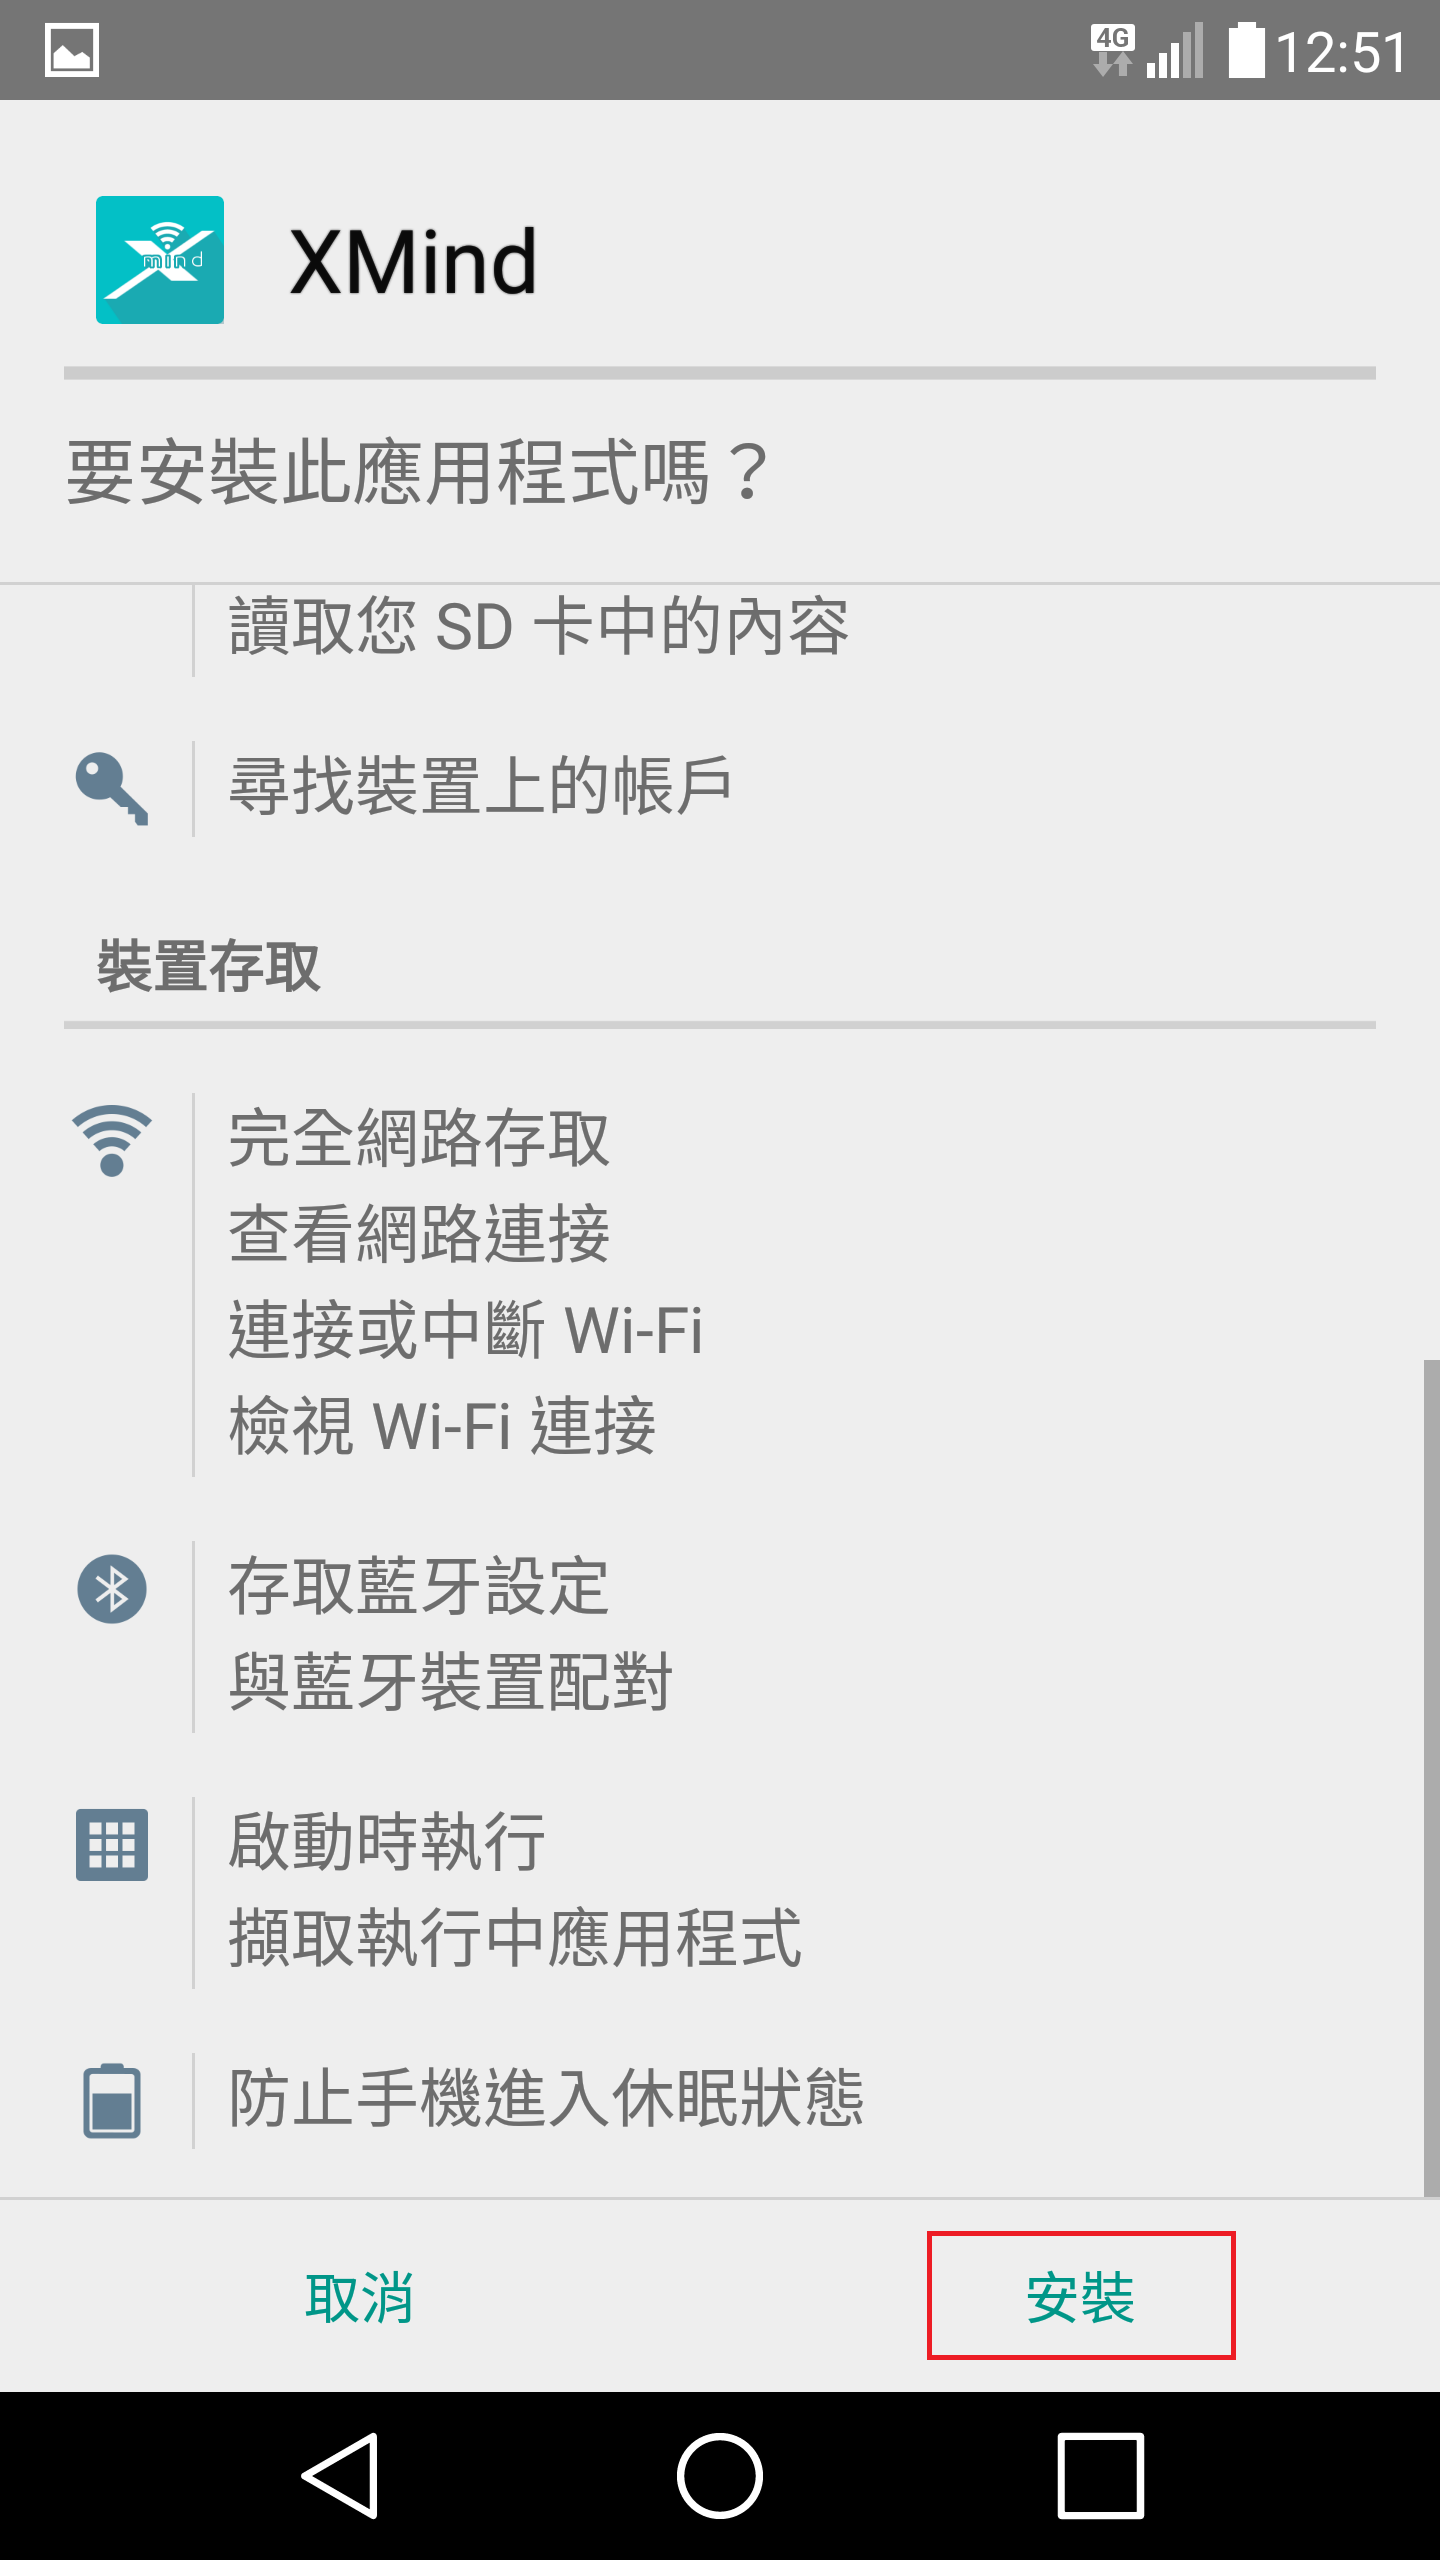 4G 12:51
mind
XMind
要安裝此應用程式嗎？
讀取您 SD 卡中的內容
尋找裝置上的帳戶
裝置存取
完全網路存取
查看網路連接
連接或中斷 Wi-Fi
檢視 Wi-Fi 連接
存取藍牙設定
與藍牙裝置配對
啟動時執行
擷取執行中應用程式
防止手機進入休眠狀態
取消 安裝